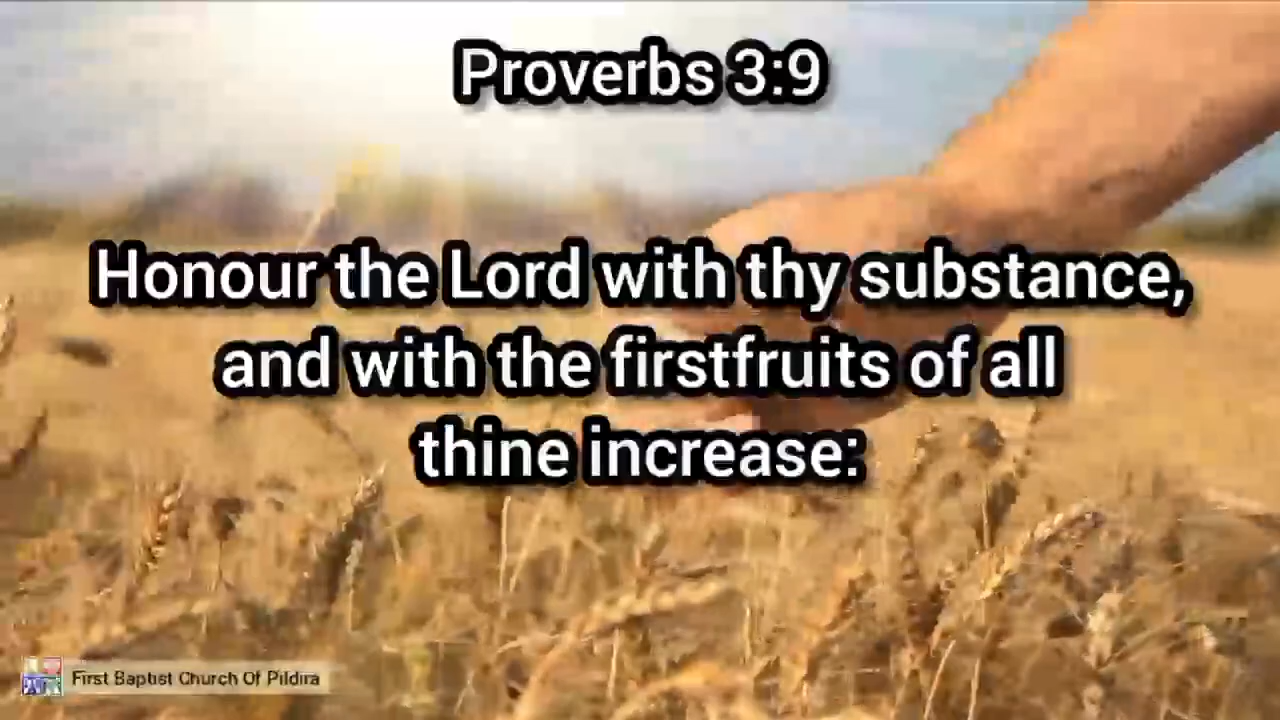 Proverbs 3:9
Honour the Lord with thy substance,
and with the firstfruits of all
thine increase:
First Baptist Church Of Pildira